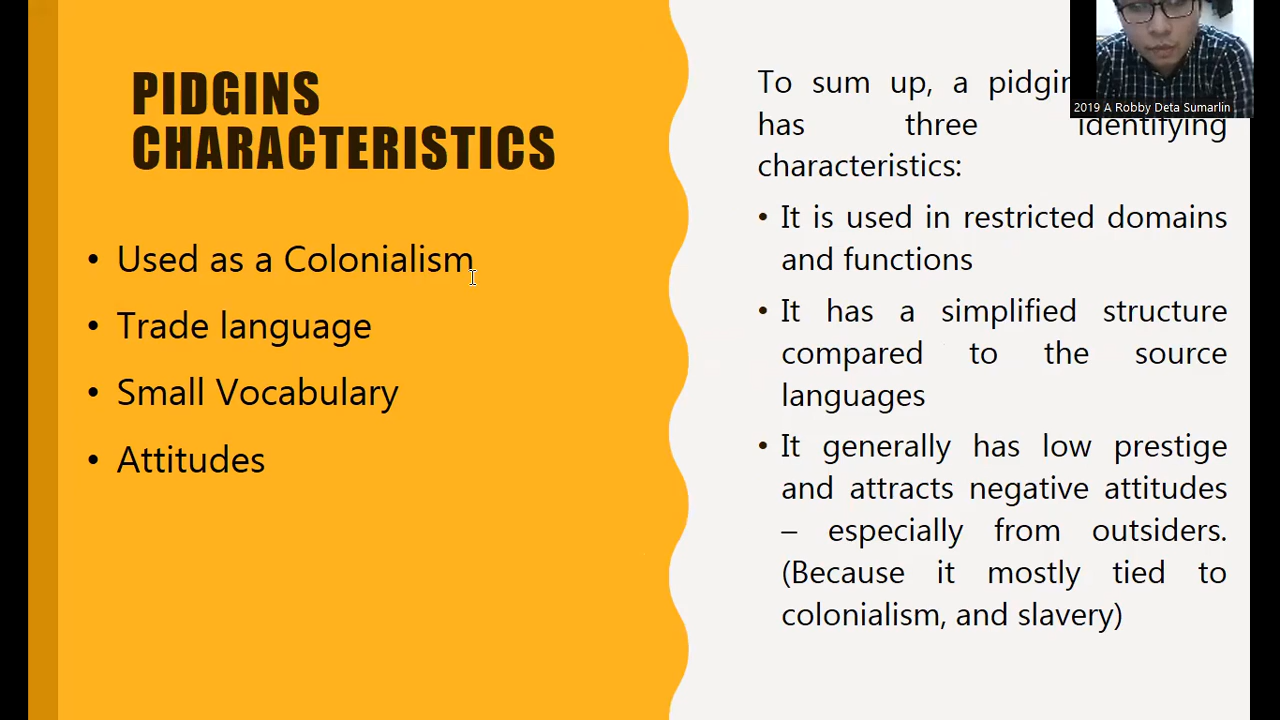 PIDGINS
CHARACTERISTICS
• Used as a Colonialism
• Trade language
• Small Vocabulary
• Attitudes
2019 A Robby Deta Sumarlin
To sum up, a pidgin
has three identifying
characteristics:
• It is used in restricted domains
and functions
• It has a simplified structure
compared to the source
languages
• It generally has low prestige
and attracts negative attitudes
– especially from outsiders.
(Because it mostly tied to
colonialism, and slavery)